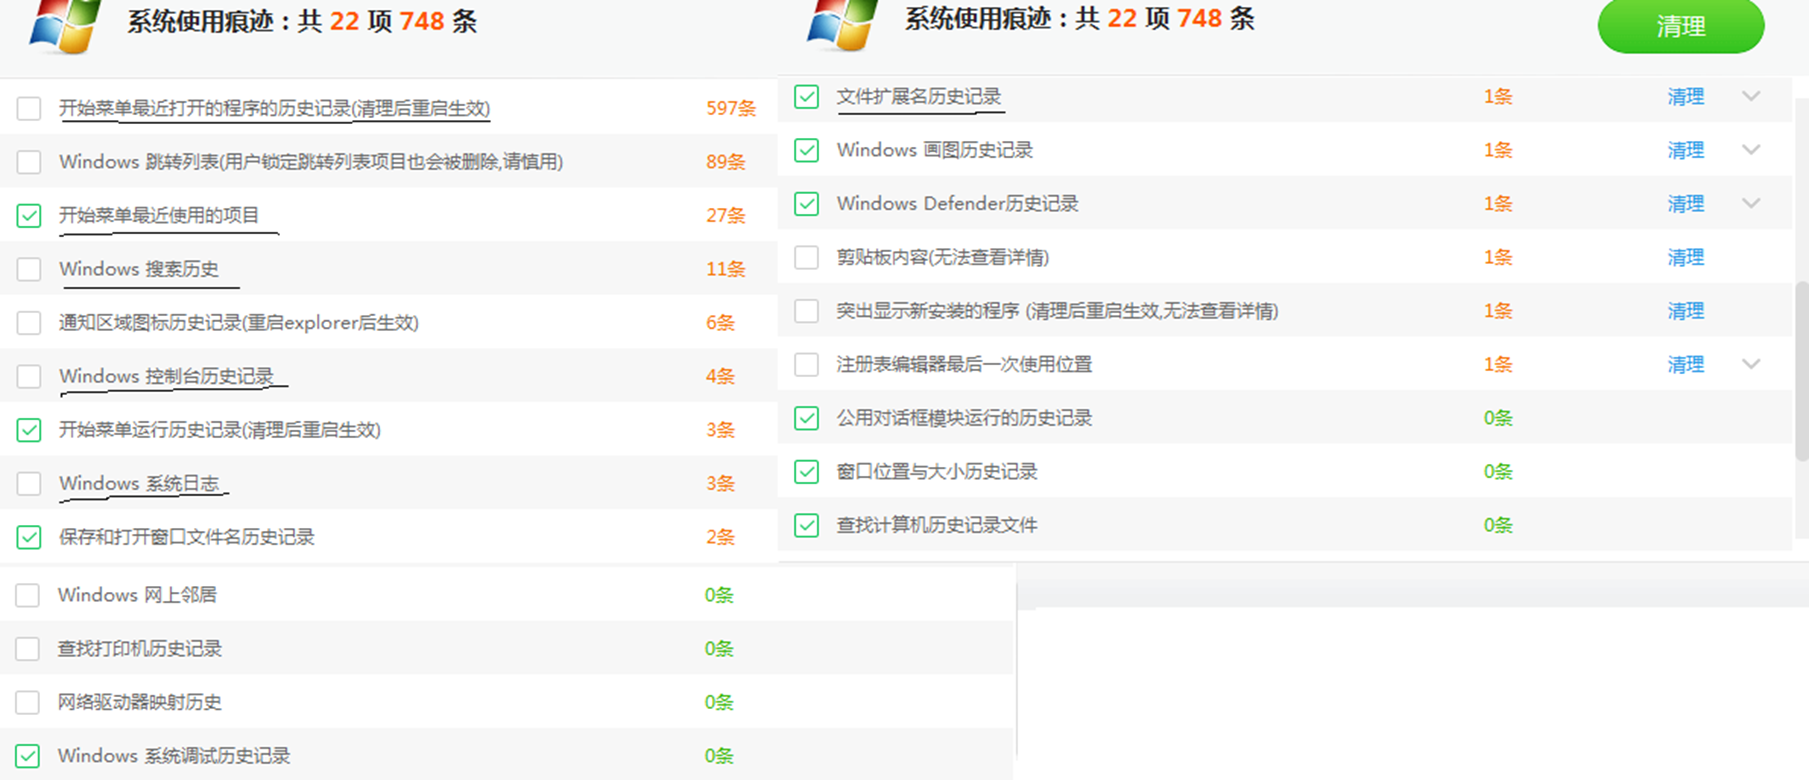 系统使用痕迹：共 22 项 748 条
开始菜单最近打开的程序的历史记录(清理后重启生效) 597条
Windows 跳转列表(用户锁定跳转列表项目也会被删除,请慎用) 89条
开始菜单最近使用的项目 27条
Windows 搜索历史 11条
通知区域图标历史记录(重启explorer后生效) 6条
Windows 控制台历史记录 4条
开始菜单运行历史记录(清理后重启生效) 3条
Windows 系统日志 3条
保存和打开窗口文件名历史记录 2条
系统使用痕迹：共 22 项 748 条 清理
文件扩展名历史记录 1条 清理
Windows 画图历史记录 1条 清理
Windows Defender历史记录 1条 清理
剪贴板内容(无法查看详情) 1条 清理
突出显示新安装的程序 (清理后重启生效,无法查看详情) 1条 清理
注册表编辑器最后一次使用位置 1条 清理
公用对话框模块运行的历史记录 0条
窗口位置与大小历史记录 0条
查找计算机历史记录文件 0条
Windows 网上邻居 0条
查找打印机历史记录 0条
网络驱动器映射历史 0条
Windows 系统调试历史记录 0条